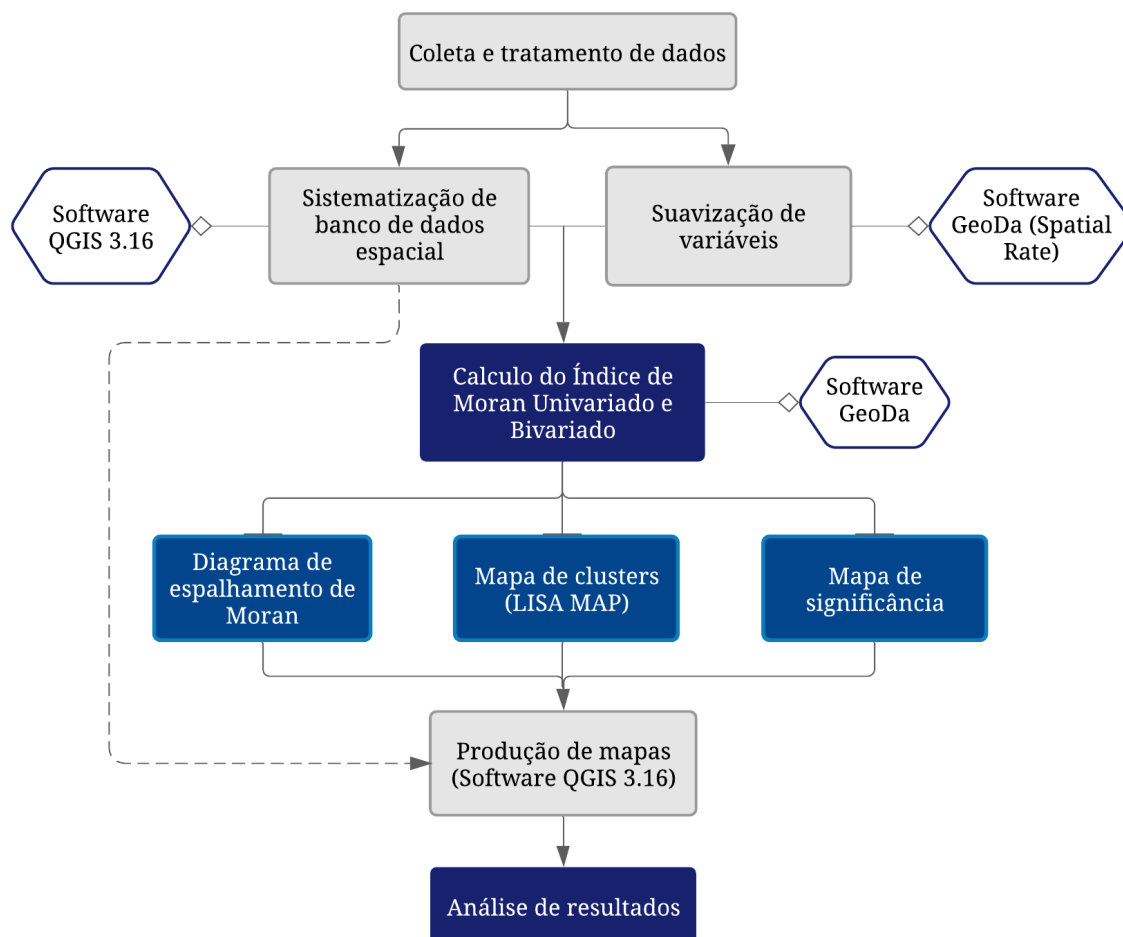 Coleta e tratamento de dados
Software
QGIS 3.16
Sistematização de
banco de dados
espacial
Suavização de
variáveis
Software
GeoDa (Spatial
Rate)
Calculo do Índice de
Moran Univariado e
Bivariado
Software
GeoDa
Diagrama de
espalhamento de
Moran
Mapa de clusters
(LISA MAP)
Mapa de
significância
Produção de mapas
(Software QGIS 3.16)
Análise de resultados